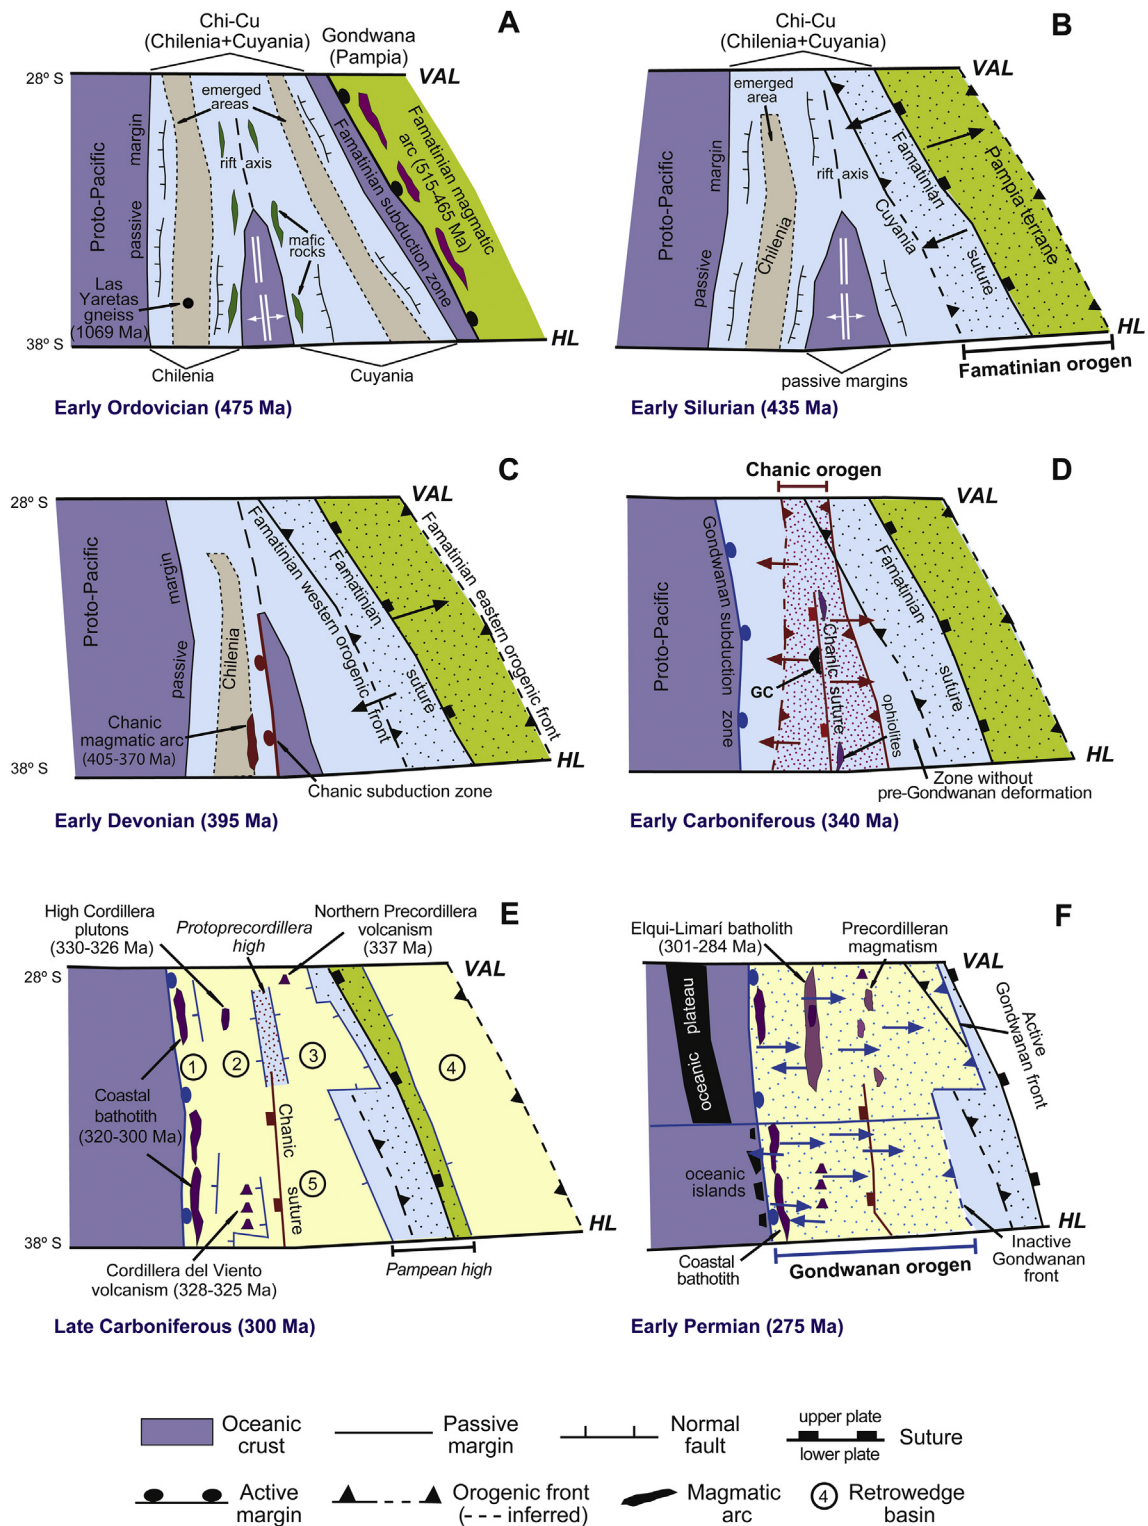 A
Chi-Cu
(Chilenia+Cuyania)
Gondwana
(Pampia)
28º S
VAL
emerged
areas
margin
passive
Proto-Pacific
rift axis
mafic
rocks
Famatinian subduction zone
Famatinian magmatic
arc (515-465 Ma)
Las
Yaretas
gneiss
(1069 Ma)
38º S
HL
Chilenia
Cuyania
Early Ordovician (475 Ma)
B
Chi-Cu
(Chilenia+Cuyania)
VAL
emerged
area
margin
passive
Proto-Pacific
rift axis
Chilenia
Famatinian
suture
Cuyania
Pampia terrane
HL
passive margins
Famatinian orogen
Early Silurian (435 Ma)
C
28º S
VAL
Proto-Pacific
margin
passive
Chilenia
Famatinian western orogenic
front
Famatinian
suture
Famatinian eastern orogenic front
Chanic
magmatic arc
(405-370 Ma)
38º S
HL
Chanic subduction zone
Early Devonian (395 Ma)
D
Chanic orogen
VAL
Proto-Pacific
Gondwanan subduction
zone
GC
Chanic suture
ophiolites
Famatinian
suture
HL
Zone without
pre-Gondwanan deformation
Early Carboniferous (340 Ma)
E
High Cordillera
plutons
(330-326 Ma)
Protoprecordillera
high
Northern Precordillera
volcanism
(337 Ma)
28º S
VAL
1
2
3
4
Coastal
bathotith
(320-300 Ma)
Chanic
suture
5
38º S
HL
Cordillera del Viento
volcanism (328-325 Ma)
Pampean high
Late Carboniferous (300 Ma)
F
Elqui-Limarí batholith
(301-284 Ma)
Precordilleran
magmatism
VAL
oceanic plateau
Active
Gondwanan front
oceanic
islands
HL
Coastal
bathotith
Gondwanan orogen
Inactive
Gondwanan
front
Early Permian (275 Ma)
Oceanic
crust
Passive
margin
Normal
fault
upper plate
lower plate
Suture
Active
margin
Orogenic front
(--- inferred)
Magmatic
arc
4
Retrowedge
basin